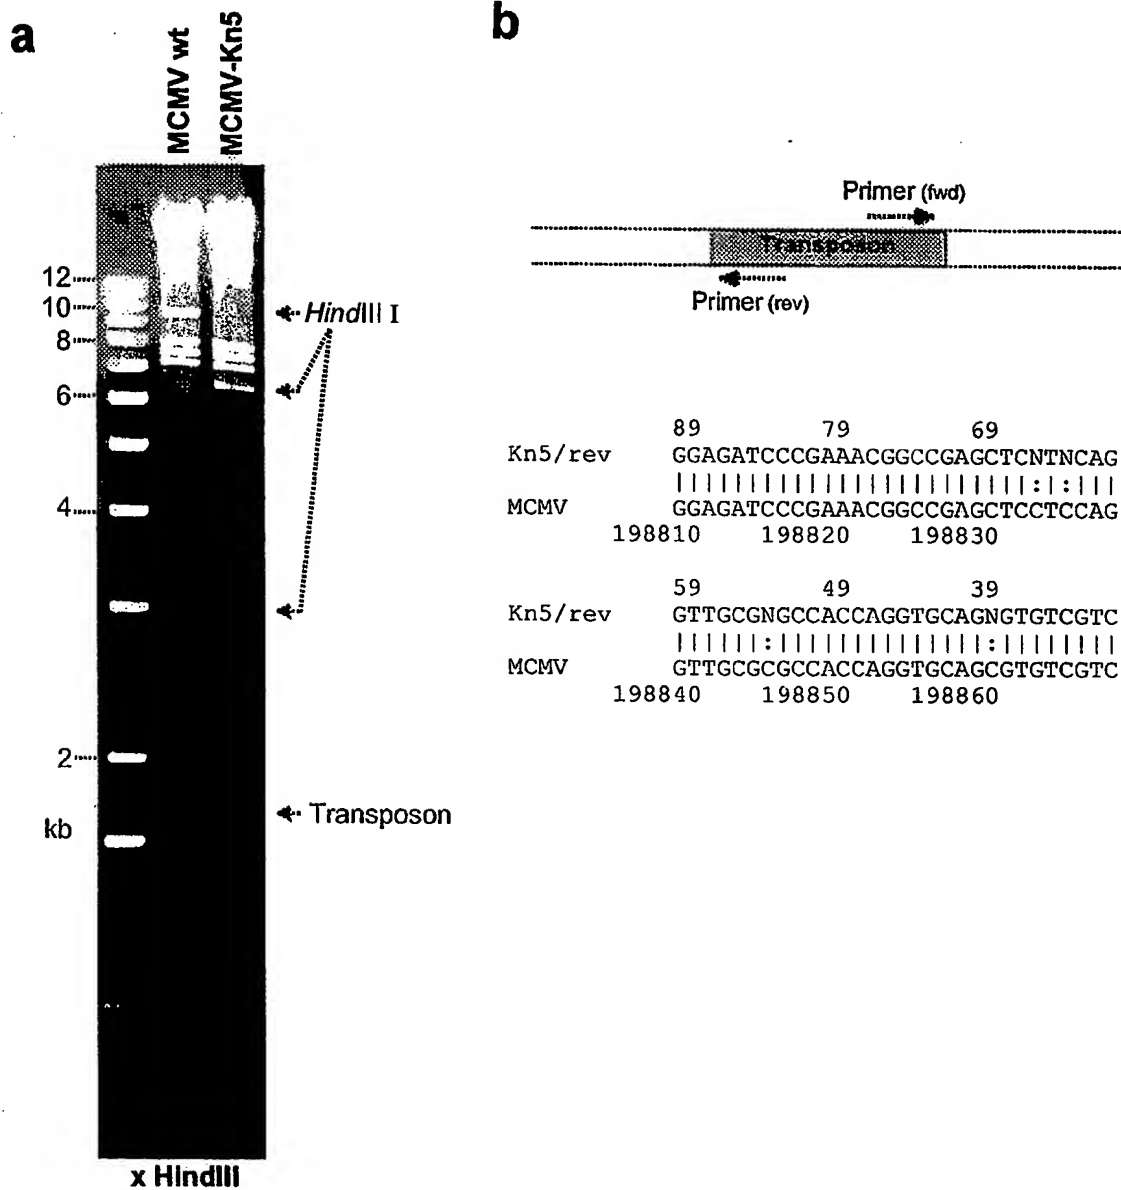 a
MCMV wt
MCMV-Kn5
12
10
8
6
4
2
kb
HindIII I
Transposon
x HindIII
b
Primer (fwd)
Transposon
Primer (rev)
89 79 69
Kn5/rev GGAGATCCCGAAACGGCCGAGCTCNTNCAG
||||||||||||||||||||||||:|:|||
MCMV GGAGATCCCGAAACGGCCGAGCTCCTCCAG
198810 198820 198830
59 49 39
Kn5/rev GTTGCGNGCCACCAGGTGCAGNGTGTCGTC
||||||:||||||||||||||:||||||||
MCMV GTTGCGCGCCACCAGGTGCAGCGTGTCGTC
198840 198850 198860